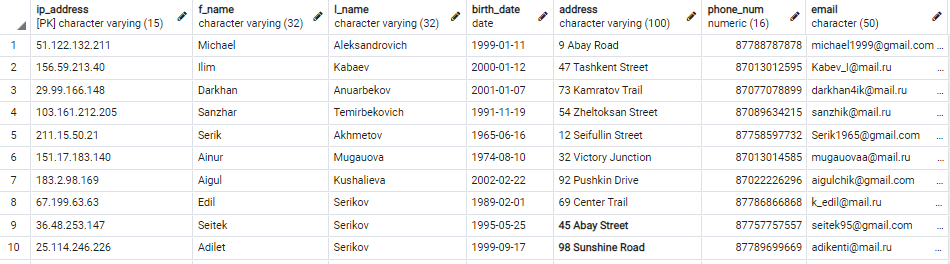 ip_address f_name l_name birth_date address phone_num email
[PK] character varying (15) character varying (32) character varying (32) date character varying (100) numeric (16) character (50)
1 51.122.132.211 Michael Aleksandrovich 1999-01-11 9 Abay Road 87788787878 michael1999@gmail.com ...
2 156.59.213.40 Ilim Kabaev 2000-01-12 47 Tashkent Street 87013012595 Kabev_I@mail.ru ...
3 29.99.166.148 Darkhan Anuarbekov 2001-01-07 73 Kamratov Trail 87077078899 darkhan4ik@mail.ru ...
4 103.161.212.205 Sanzhar Temirbekovich 1991-11-19 54 Zheltoksan Street 87089634215 sanzhik@mail.ru ...
5 211.15.50.21 Serik Akhmetov 1965-06-16 12 Seifullin Street 87758597732 Serik1965@gmail.com ...
6 151.17.183.140 Ainur Mugauova 1974-08-10 32 Victory Junction 87013014585 mugauovaa@mail.ru ...
7 183.2.98.169 Aigul Kushalieva 2002-02-22 92 Pushkin Drive 87022226296 aigulchik@gmail.com ...
8 67.199.63.63 Edil Serikov 1989-02-01 69 Center Trail 87786866868 k_edil@mail.ru ...
9 36.48.253.147 Seitek Serikov 1995-05-25 45 Abay Street 87757757557 seitek95@gmail.com ...
10 25.114.246.226 Adilet Serikov 1999-09-17 98 Sunshine Road 87789699669 adikenti@mail.ru ...